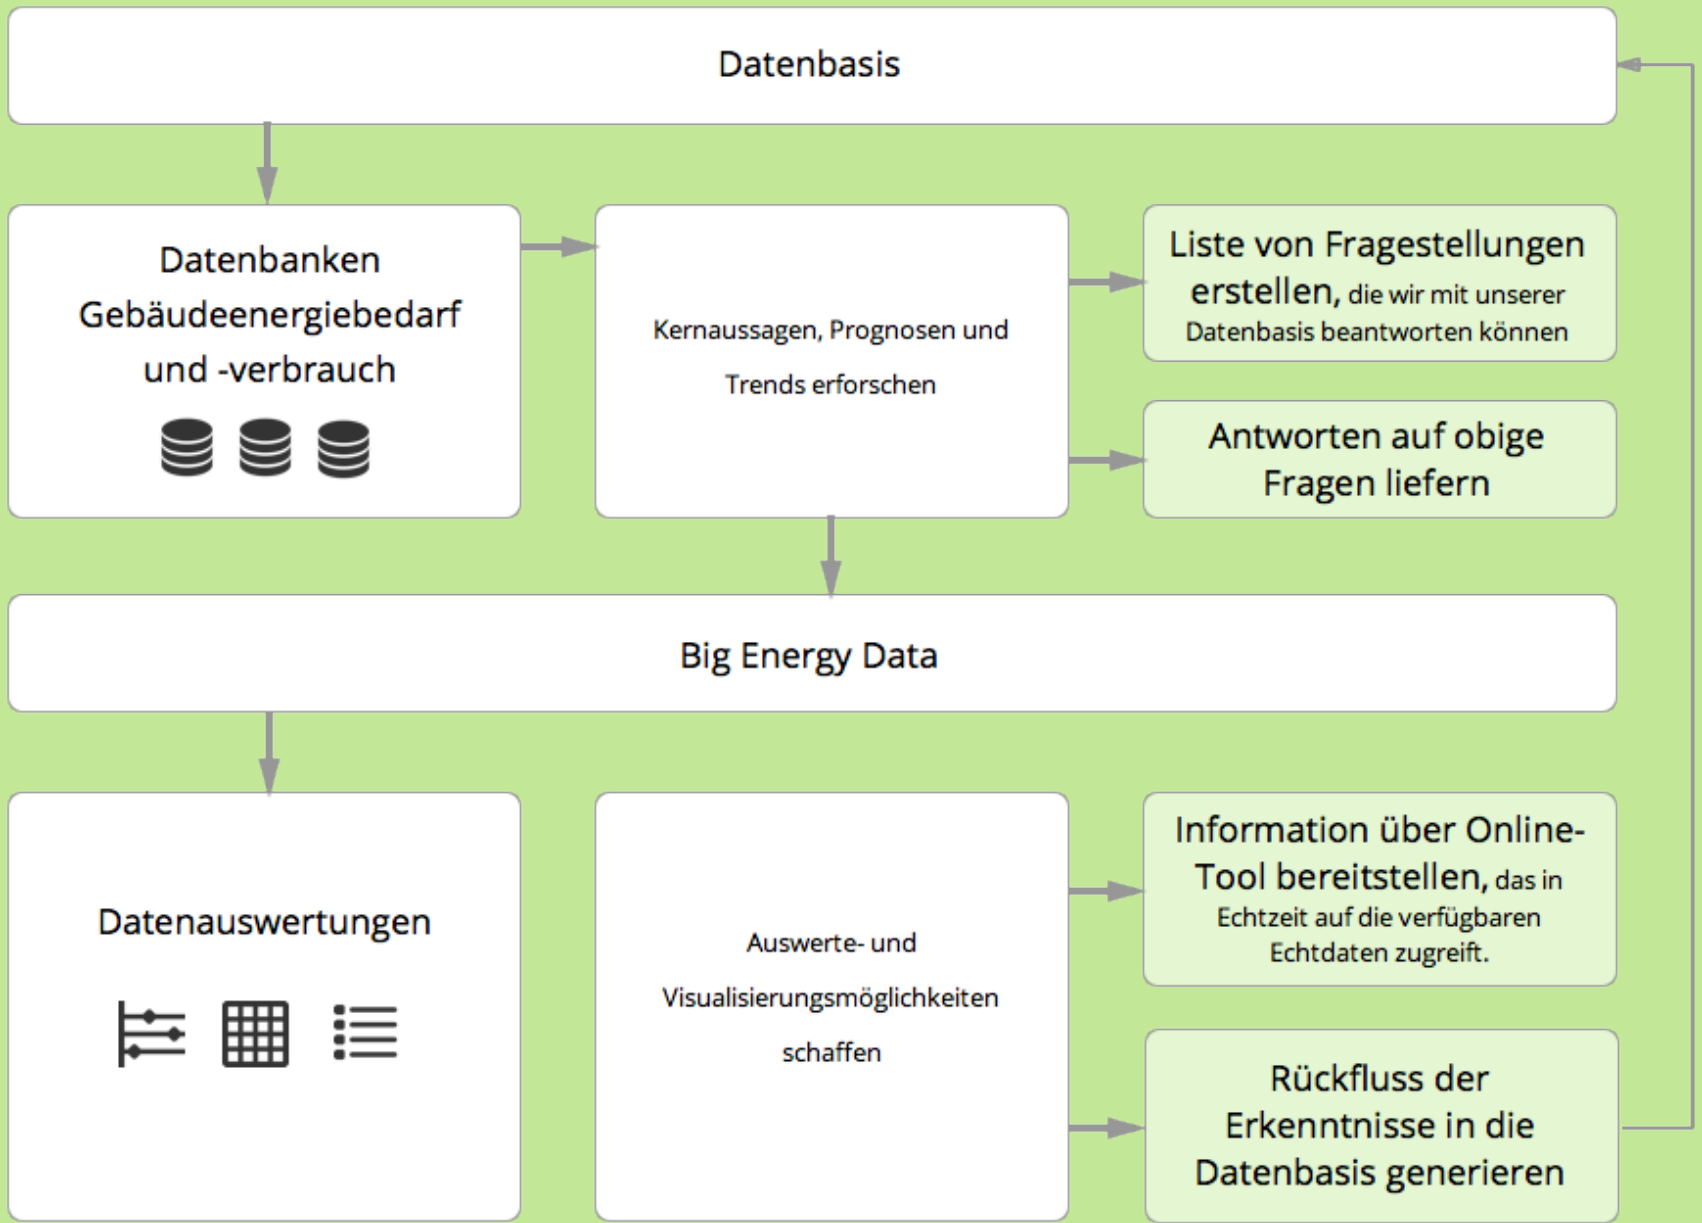 Datenbasis
Datenbanken
Gebäudeenergiebedarf
und -verbrauch
Kernaussagen, Prognosen und
Trends erforschen
Liste von Fragestellungen
erstellen, die wir mit unserer
Datenbasis beantworten können
Antworten auf obige
Fragen liefern
Big Energy Data
Datenauswertungen
Auswerte- und
Visualisierungsmöglichkeiten
schaffen
Information über Online-
Tool bereitstellen, das in
Echtzeit auf die verfügbaren
Echtdaten zugreift.
Rückfluss der
Erkenntnisse in die
Datenbasis generieren